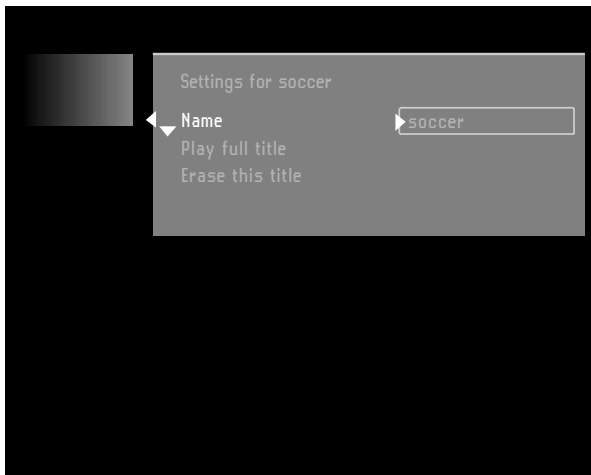 Settings for soccer
Name soccer
Play full title
Erase this title